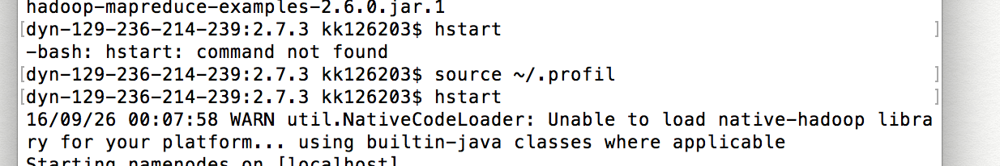 hadoop-mapreduce-examples-2.6.0.jar.1
[dyn-129-236-214-239:2.7.3 kk126203$ hstart ]
-bash: hstart: command not found
[dyn-129-236-214-239:2.7.3 kk126203$ source ~/.profil ]
[dyn-129-236-214-239:2.7.3 kk126203$ hstart ]
16/09/26 00:07:58 WARN util.NativeCodeLoader: Unable to load native-hadoop libra
ry for your platform... using builtin-java classes where applicable
Starting namenodes on [localhost]